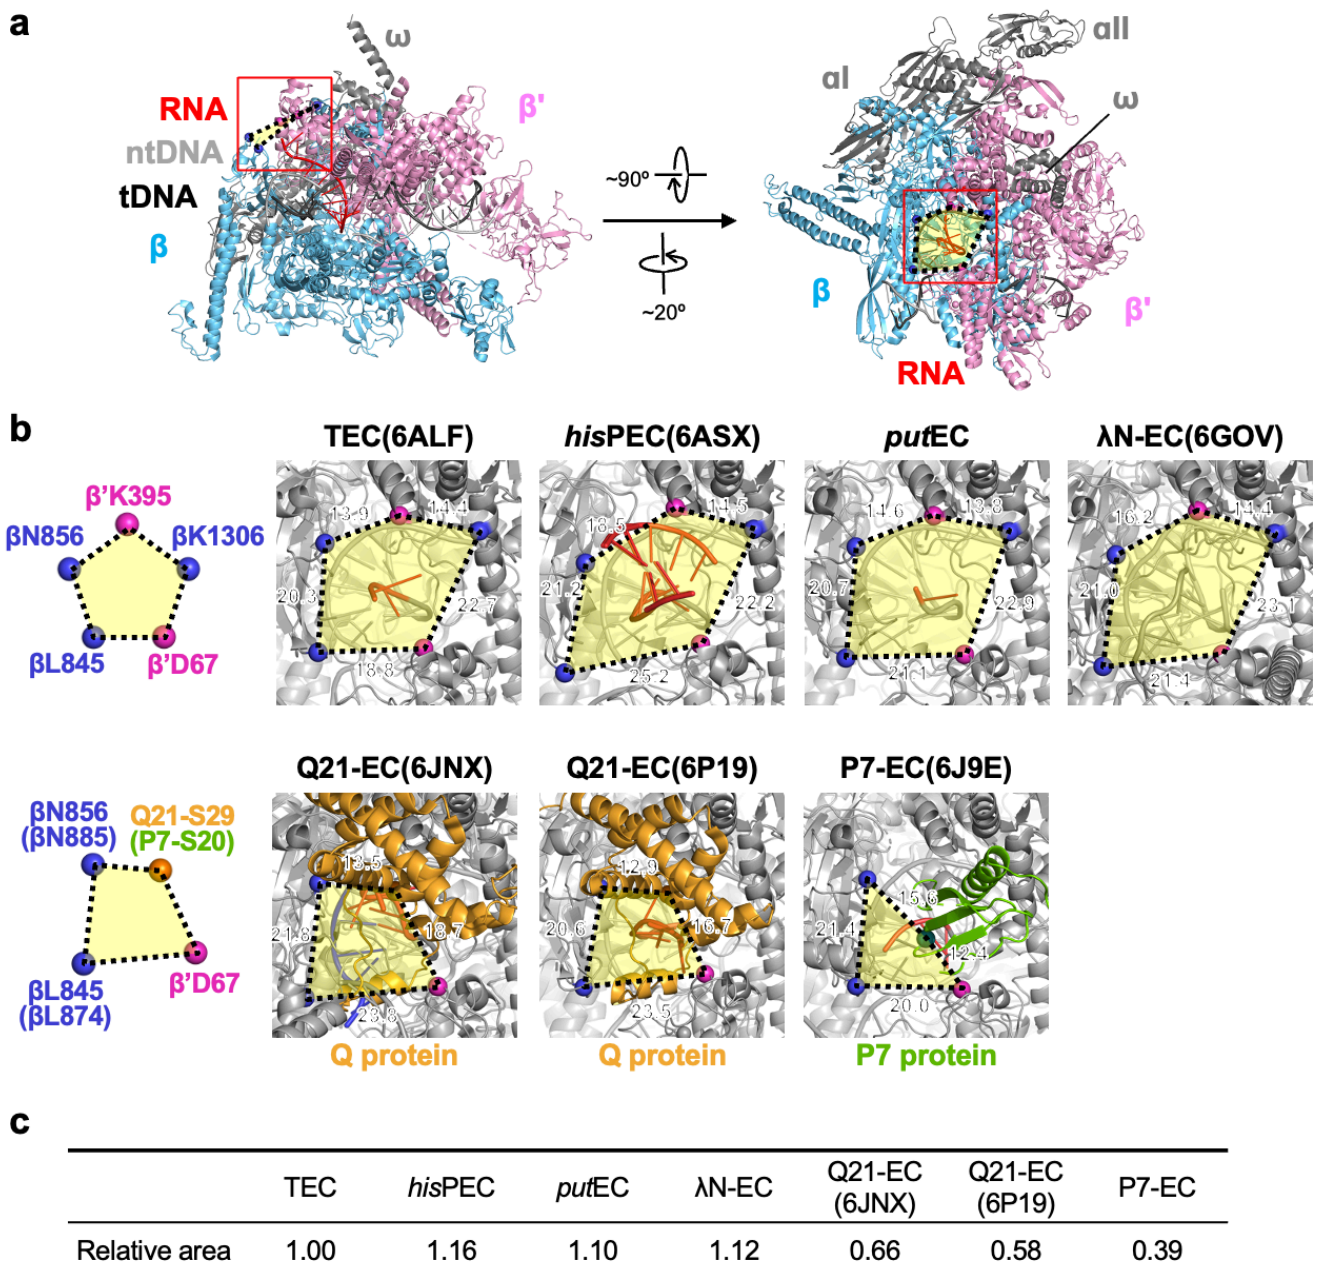 a
ω
RNA
β'
ntDNA
tDNA
β
~90º
~20º
αII
αI
ω
β
β'
RNA
b
TEC(6ALF)
hisPEC(6ASX)
putEC
λN-EC(6GOV)
β’K395
βN856
βK1306
βL845
β’D67
13.9
14.4
20.3
22.7
18.8
18.5
14.5
21.2
22.2
25.2
14.6
13.8
20.7
22.9
21.1
16.2
14.4
21.0
23.1
21.4
Q21-EC(6JNX)
Q21-EC(6P19)
P7-EC(6J9E)
βN856
(βN885)
Q21-S29
(P7-S20)
βL845
(βL874)
β’D67
13.5
21.8
18.7
23.8
12.9
20.6
16.7
23.5
15.6
21.4
12.4
20.0
Q protein
Q protein
P7 protein
c
TEC hisPEC putEC λN-EC Q21-EC (6JNX) Q21-EC (6P19) P7-EC
Relative area 1.00 1.16 1.10 1.12 0.66 0.58 0.39